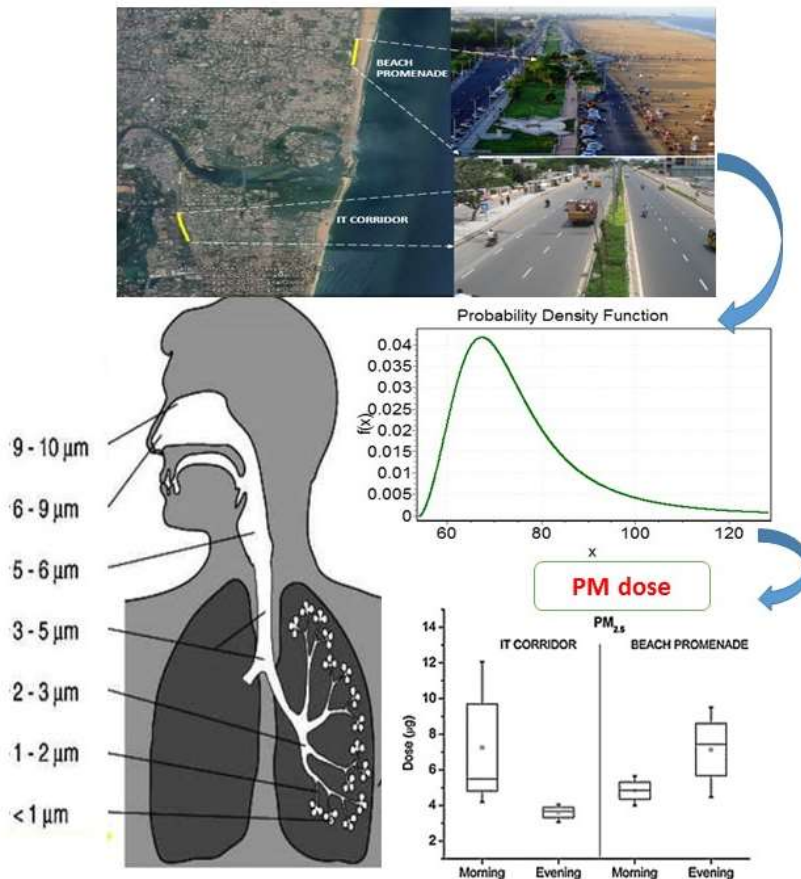 BEACH
PROMENADE
IT CORRIDOR
9 - 10 μm
6 - 9 μm
5 - 6 μm
3 - 5 μm
2 - 3 μm
1 - 2 μm
< 1 μm
Probability Density Function
f(x)
0.04
0.035
0.03
0.025
0.02
0.015
0.01
0.005
0
60 80 100 120
x
PM dose
PM2.5
IT CORRIDOR BEACH PROMENADE
Dose (μg)
14
12
10
8
6
4
2
Morning Evening Morning Evening